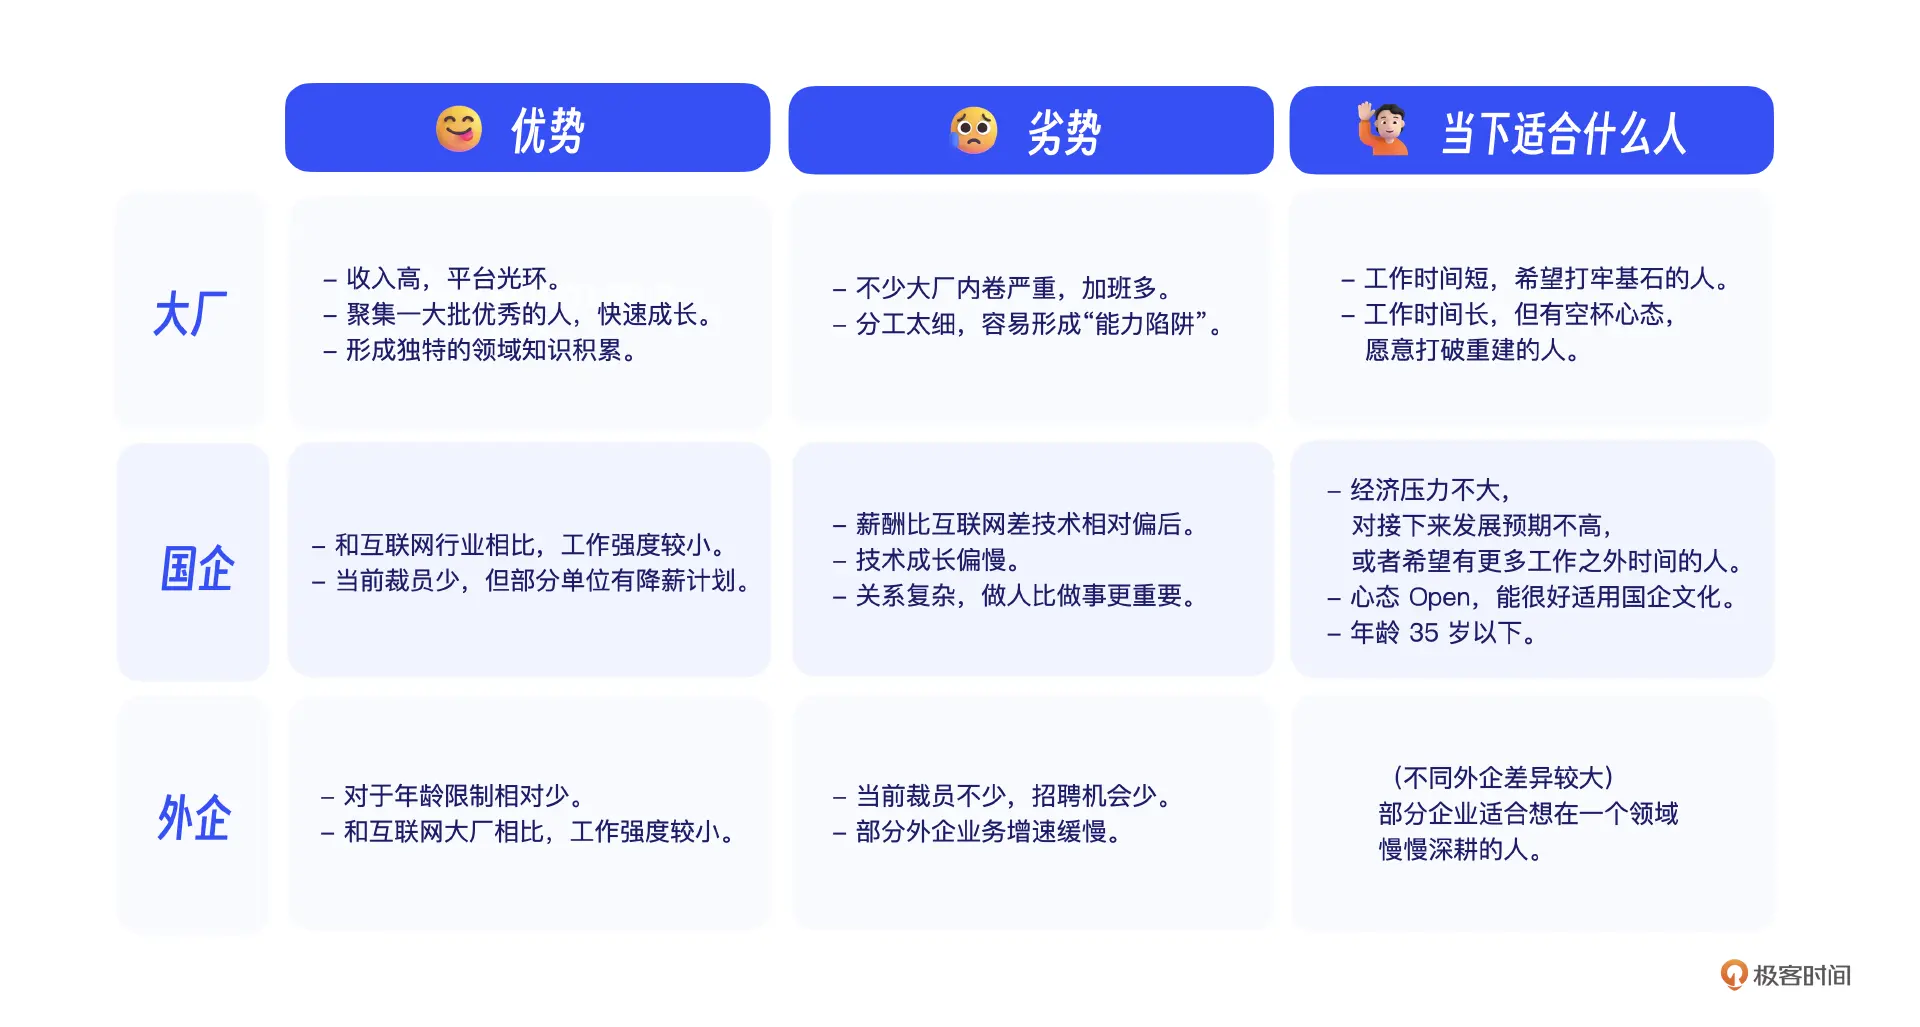 优势
劣势
当下适合什么人
大厂
– 收入高，平台光环。
– 聚集一大批优秀的人，快速成长。
– 形成独特的领域知识积累。
– 不少大厂内卷严重，加班多。
– 分工太细，容易形成“能力陷阱”。
– 工作时间短，希望打牢基石的人。
– 工作时间长，但有空杯心态，
愿意打破重建的人。
国企
– 和互联网行业相比，工作强度较小。
– 当前裁员少，但部分单位有降薪计划。
– 薪酬比互联网差技术相对偏后。
– 技术成长偏慢。
– 关系复杂，做人比做事更重要。
– 经济压力不大，
对接下来发展预期不高，
或者希望有更多工作之外时间的人。
– 心态 Open，能很好适用国企文化。
– 年龄 35 岁以下。
外企
– 对于年龄限制相对少。
– 和互联网大厂相比，工作强度较小。
– 当前裁员不少，招聘机会少。
– 部分外企业务增速缓慢。
（不同外企差异较大）
部分企业适合想在一个领域
慢慢深耕的人。
极客时间